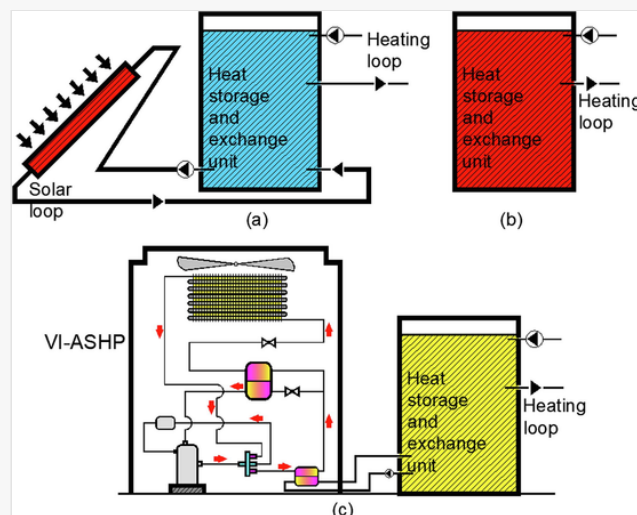 Heat
storage
and
exchange
unit
Heating
loop
Solar
loop
(a)
Heat
storage
and
exchange
unit
Heating
loop
(b)
VI-ASHP
Heat
storage
and
exchange
unit
Heating
loop
(c)